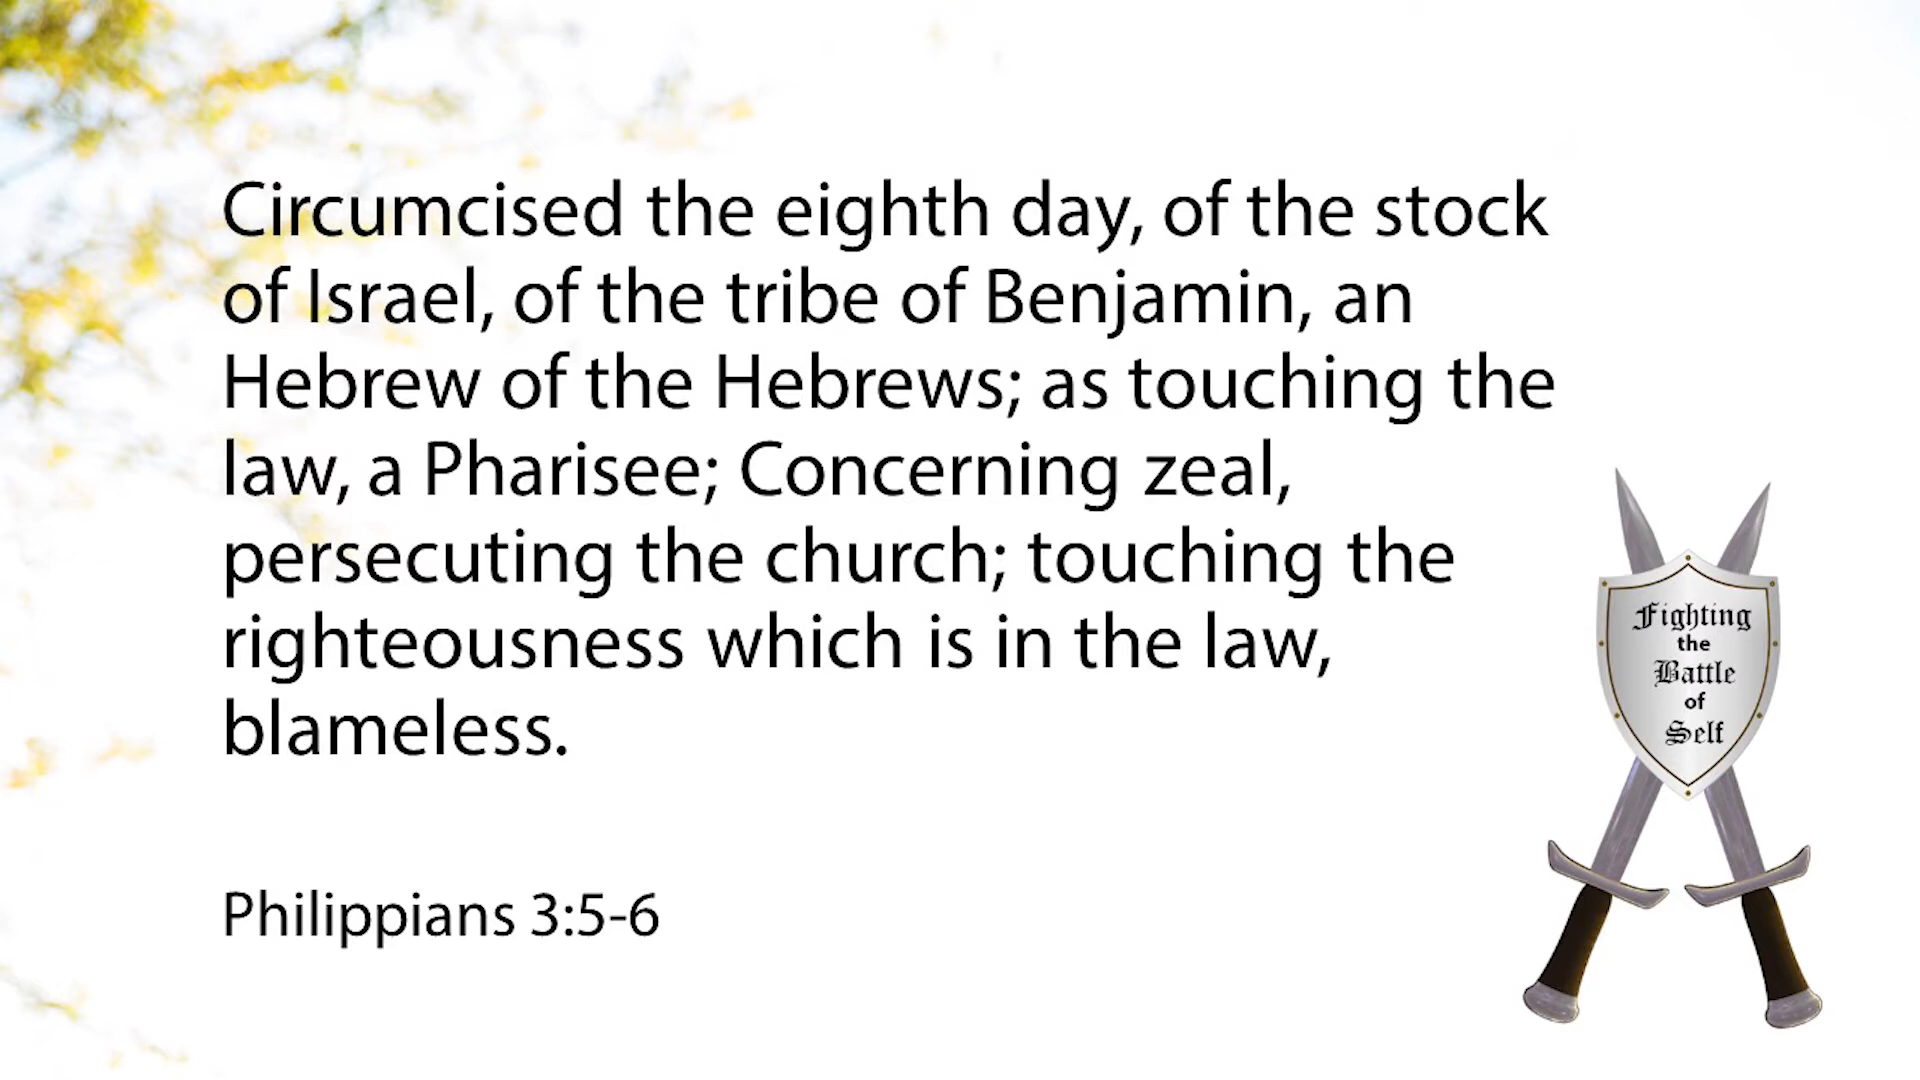 Circumcised the eighth day, of the stock
of Israel, of the tribe of Benjamin, an
Hebrew of the Hebrews; as touching the
law, a Pharisee; Concerning zeal,
persecuting the church; touching the
righteousness which is in the law,
blameless.
Philippians 3:5-6
Fighting
the
Battle
of
Self